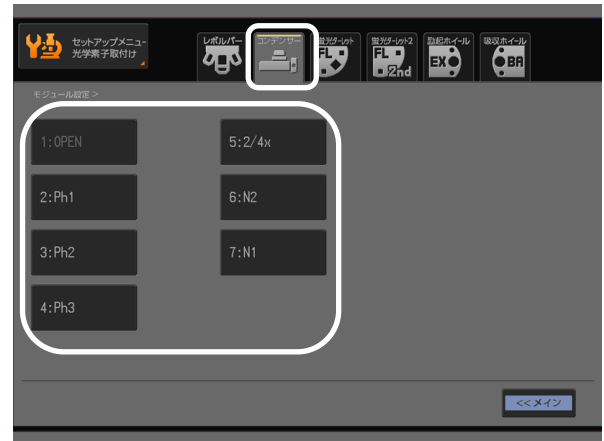 セットアップメニュー
光学素子取付け
レボルバー
コンデンサー
蛍光ターレット
蛍光ターレット2
励起ホイール
吸収ホイール
FL
FL
2nd
EX
BA
モジュール設定 >
1:OPEN
5:2/4x
2:Ph1
6:N2
3:Ph2
7:N1
4:Ph3
<<メイン